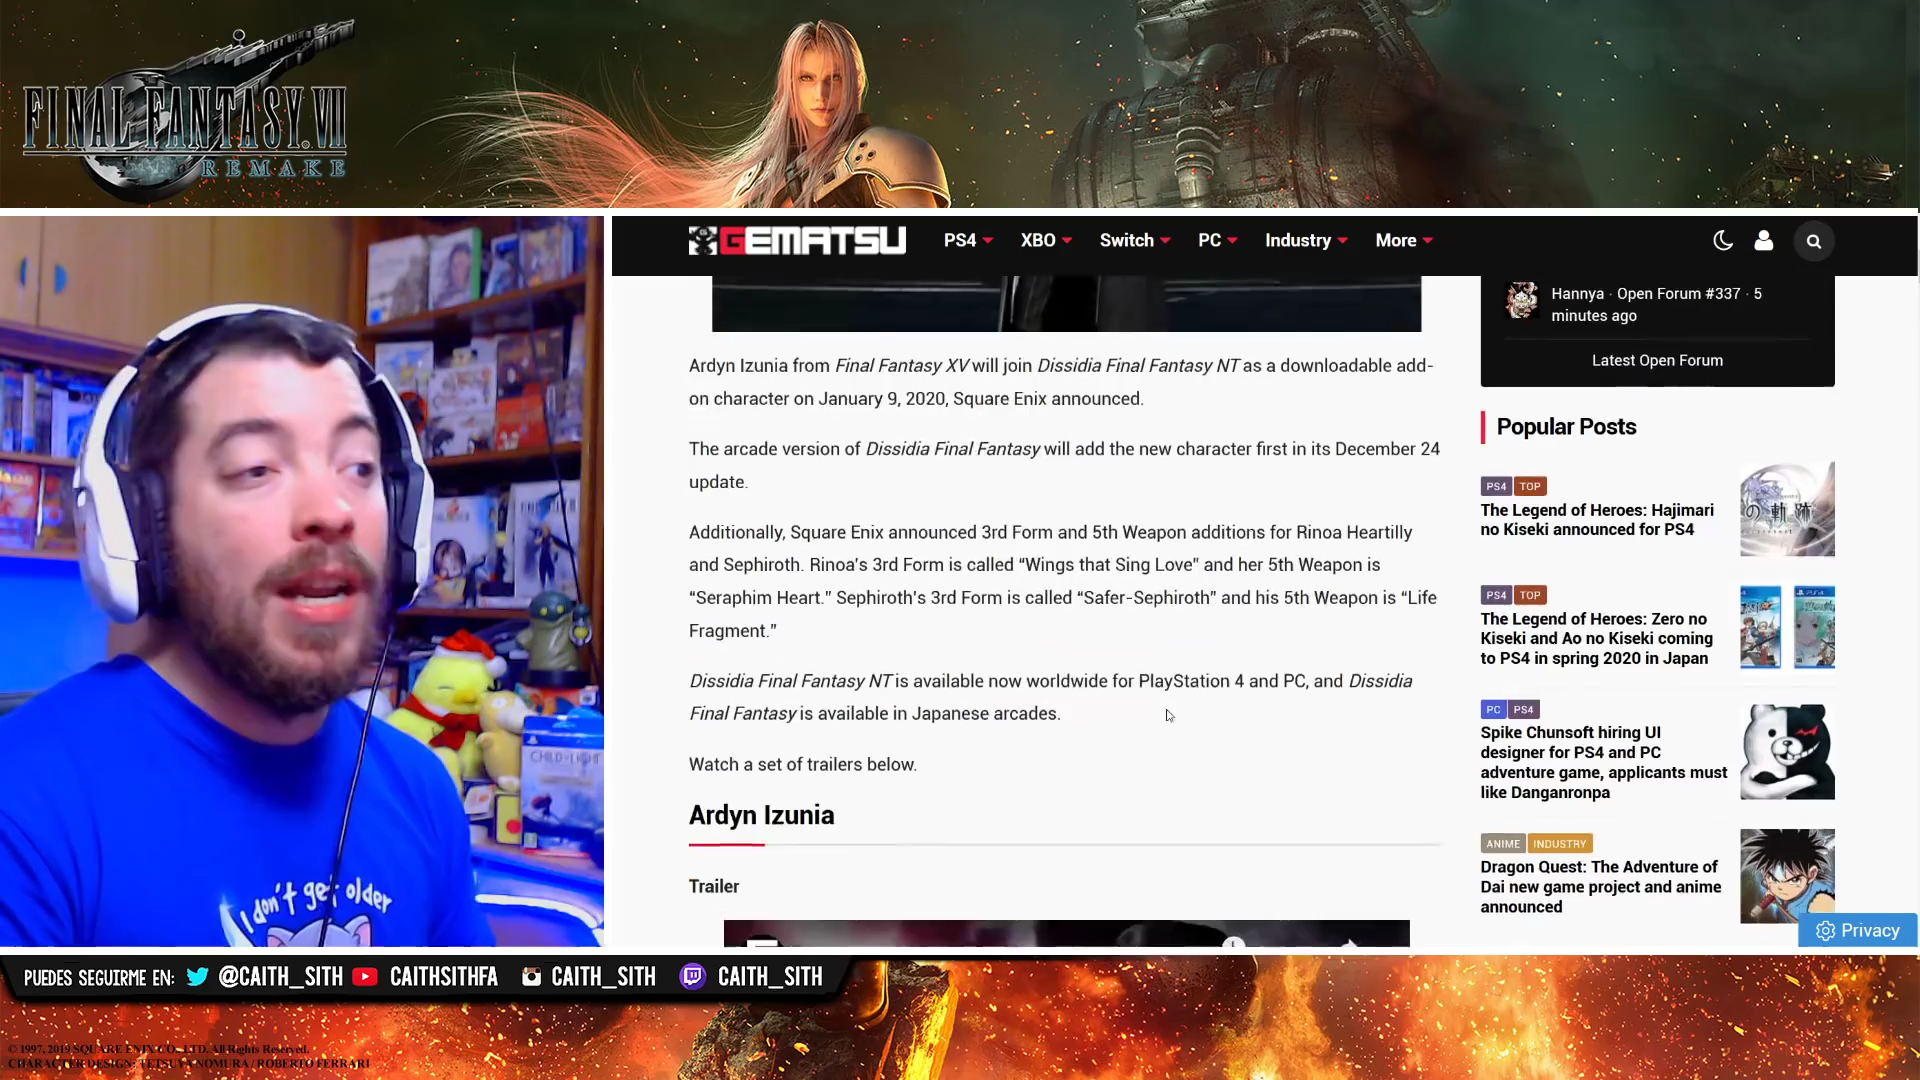 FINAL FANTASY VII
REMAKE
GEMATSU
PS4 XBO Switch PC Industry More
Ardyn Izunia from Final Fantasy XV will join Dissidia Final Fantasy NT as a downloadable add-
on character on January 9, 2020, Square Enix announced.
The arcade version of Dissidia Final Fantasy will add the new character first in its December 24
update.
Additionally, Square Enix announced 3rd Form and 5th Weapon additions for Rinoa Heartilly
and Sephiroth. Rinoa’s 3rd Form is called “Wings that Sing Love” and her 5th Weapon is
“Seraphim Heart.” Sephiroth’s 3rd Form is called “Safer-Sephiroth” and his 5th Weapon is “Life
Fragment.”
Dissidia Final Fantasy NT is available now worldwide for PlayStation 4 and PC, and Dissidia
Final Fantasy is available in Japanese arcades.
Watch a set of trailers below.
Ardyn Izunia
Trailer
Hannya · Open Forum #337 · 5
minutes ago
Latest Open Forum
Popular Posts
PS4 TOP
The Legend of Heroes: Hajimari
no Kiseki announced for PS4
の軌跡
PS4 TOP
The Legend of Heroes: Zero no
Kiseki and Ao no Kiseki coming
to PS4 in spring 2020 in Japan
PC PS4
Spike Chunsoft hiring UI
designer for PS4 and PC
adventure game, applicants must
like Danganronpa
ANIME INDUSTRY
Dragon Quest: The Adventure of
Dai new game project and anime
announced
Privacy
CHILD of LIGHT
I don't get older
PUEDES SEGUIRME EN: @CAITH_SITH CAITHSITHFA CAITH_SITH CAITH_SITH
© 1997, 2019 SQUARE ENIX CO., LTD. All Rights Reserved.
CHARACTER DESIGN: TETSUYA NOMURA / ROBERTO FERRARI